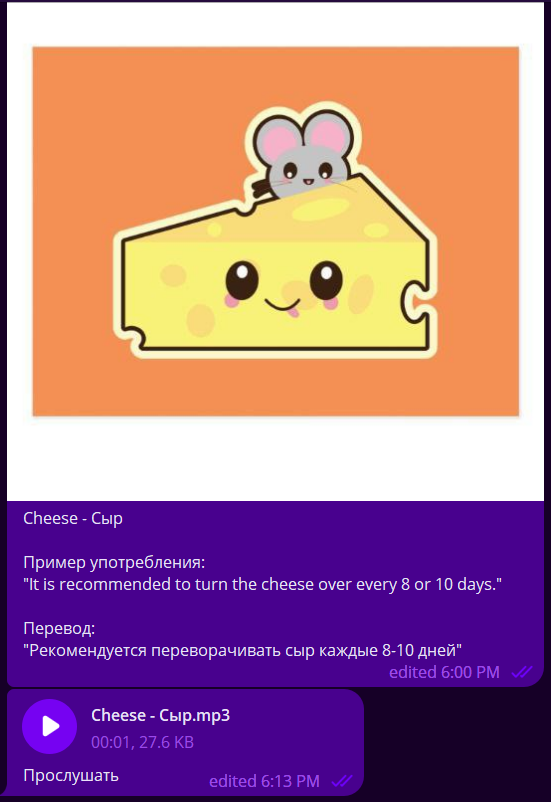 Cheese - Сыр
Пример употребления:
"It is recommended to turn the cheese over every 8 or 10 days."
Перевод:
"Рекомендуется переворачивать сыр каждые 8-10 дней"
edited 6:00 PM
Cheese - Сыр.mp3
00:01, 27.6 KB
Прослушать
edited 6:13 PM